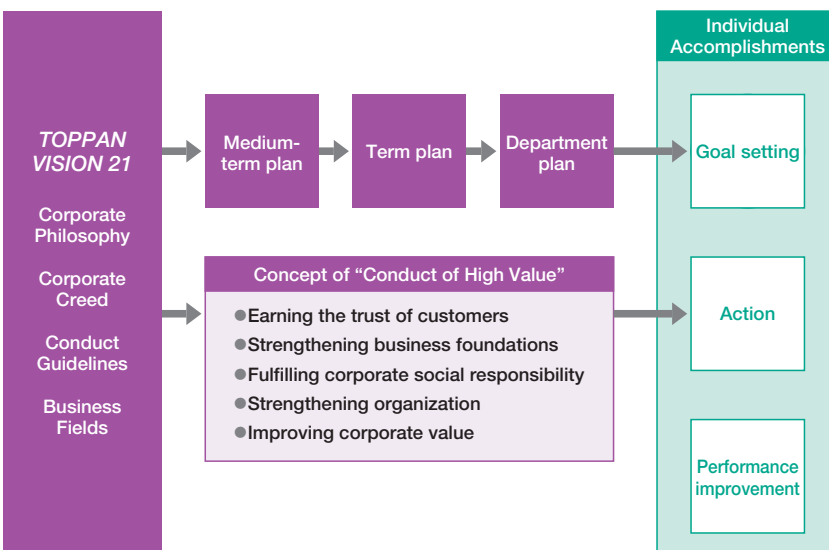 TOPPAN
VISION 21
Corporate
Philosophy
Corporate
Creed
Conduct
Guidelines
Business
Fields
Medium-
term plan
Term plan
Department
plan
Concept of “Conduct of High Value”
●Earning the trust of customers
●Strengthening business foundations
●Fulfilling corporate social responsibility
●Strengthening organization
●Improving corporate value
Individual
Accomplishments
Goal setting
Action
Performance
improvement